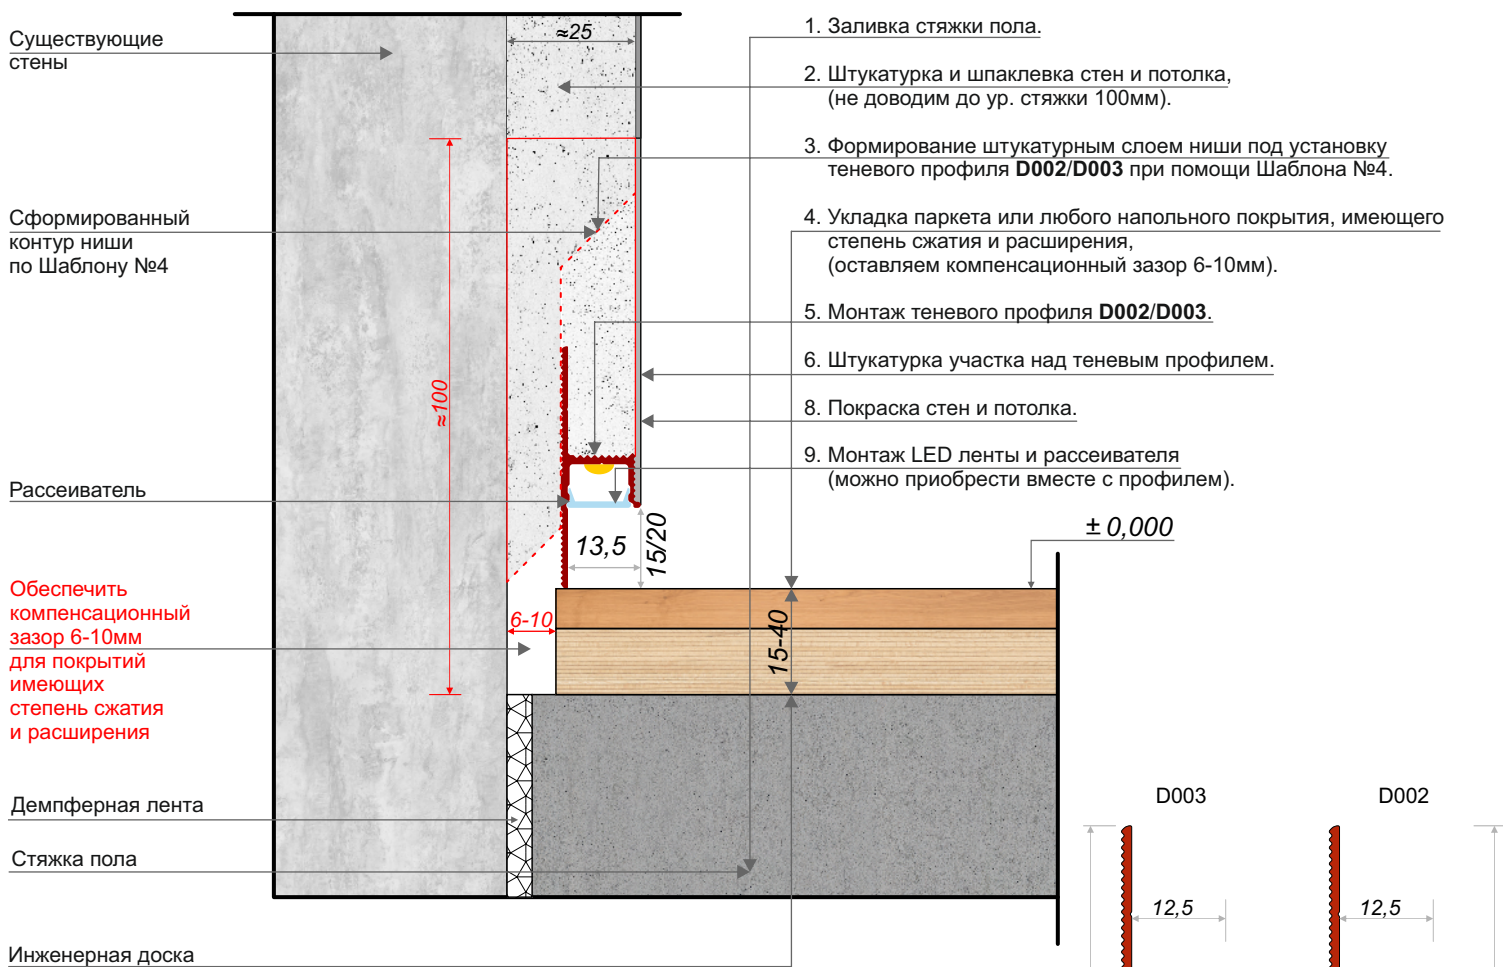 Существующие
стены
Сформированный
контур ниши
по Шаблону №4
Рассеиватель
Обеспечить
компенсационный
зазор 6-10мм
для покрытий
имеющих
степень сжатия
и расширения
Демпферная лента
Стяжка пола
Инженерная доска
≈25
≈100
13,5
15/20
6-10
15-40
1. Заливка стяжки пола.
2. Штукатурка и шпаклевка стен и потолка,
(не доводим до ур. стяжки 100мм).
3. Формирование штукатурным слоем ниши под установку
теневого профиля D002/D003 при помощи Шаблона №4.
4. Укладка паркета или любого напольного покрытия, имеющего
степень сжатия и расширения,
(оставляем компенсационный зазор 6-10мм).
5. Монтаж теневого профиля D002/D003.
6. Штукатурка участка над теневым профилем.
8. Покраска стен и потолка.
9. Монтаж LED ленты и рассеивателя
(можно приобрести вместе с профилем).
± 0,000
D003
D002
12,5
12,5